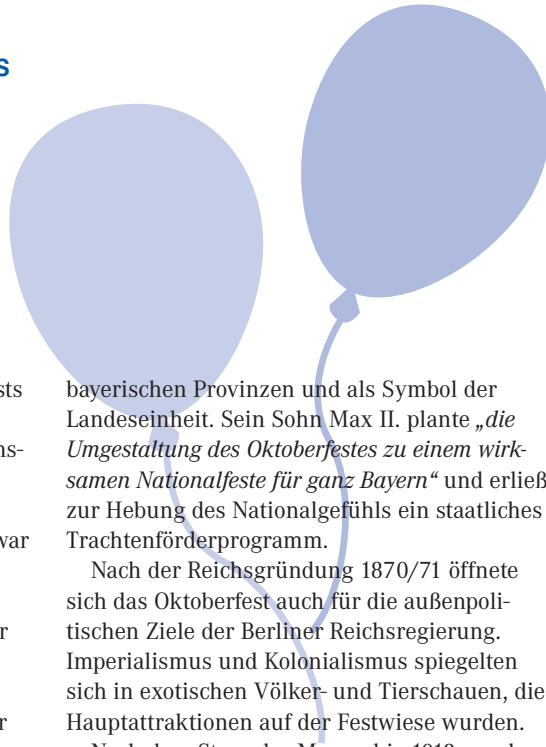 s
sts
ns-
war
r
r
bayerischen Provinzen und als Symbol der
Landeseinheit. Sein Sohn Max II. plante „die
Umgestaltung des Oktoberfestes zu einem wirk-
samen Nationalfeste für ganz Bayern“ und erließ
zur Hebung des Nationalgefühls ein staatliches
Trachtenförderprogramm.
Nach der Reichsgründung 1870/71 öffnete
sich das Oktoberfest auch für die außenpoli-
tischen Ziele der Berliner Reichsregierung.
Imperialismus und Kolonialismus spiegelten
sich in exotischen Völker- und Tierschauen, die
Hauptattraktionen auf der Festwiese wurden.